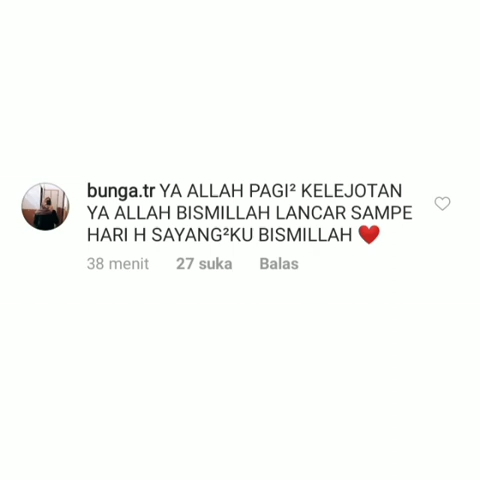 bunga.tr YA ALLAH PAGI² KELEJOTAN
YA ALLAH BISMILLAH LANCAR SAMPE
HARI H SAYANG²KU BISMILLAH ❤️
38 menit 27 suka Balas